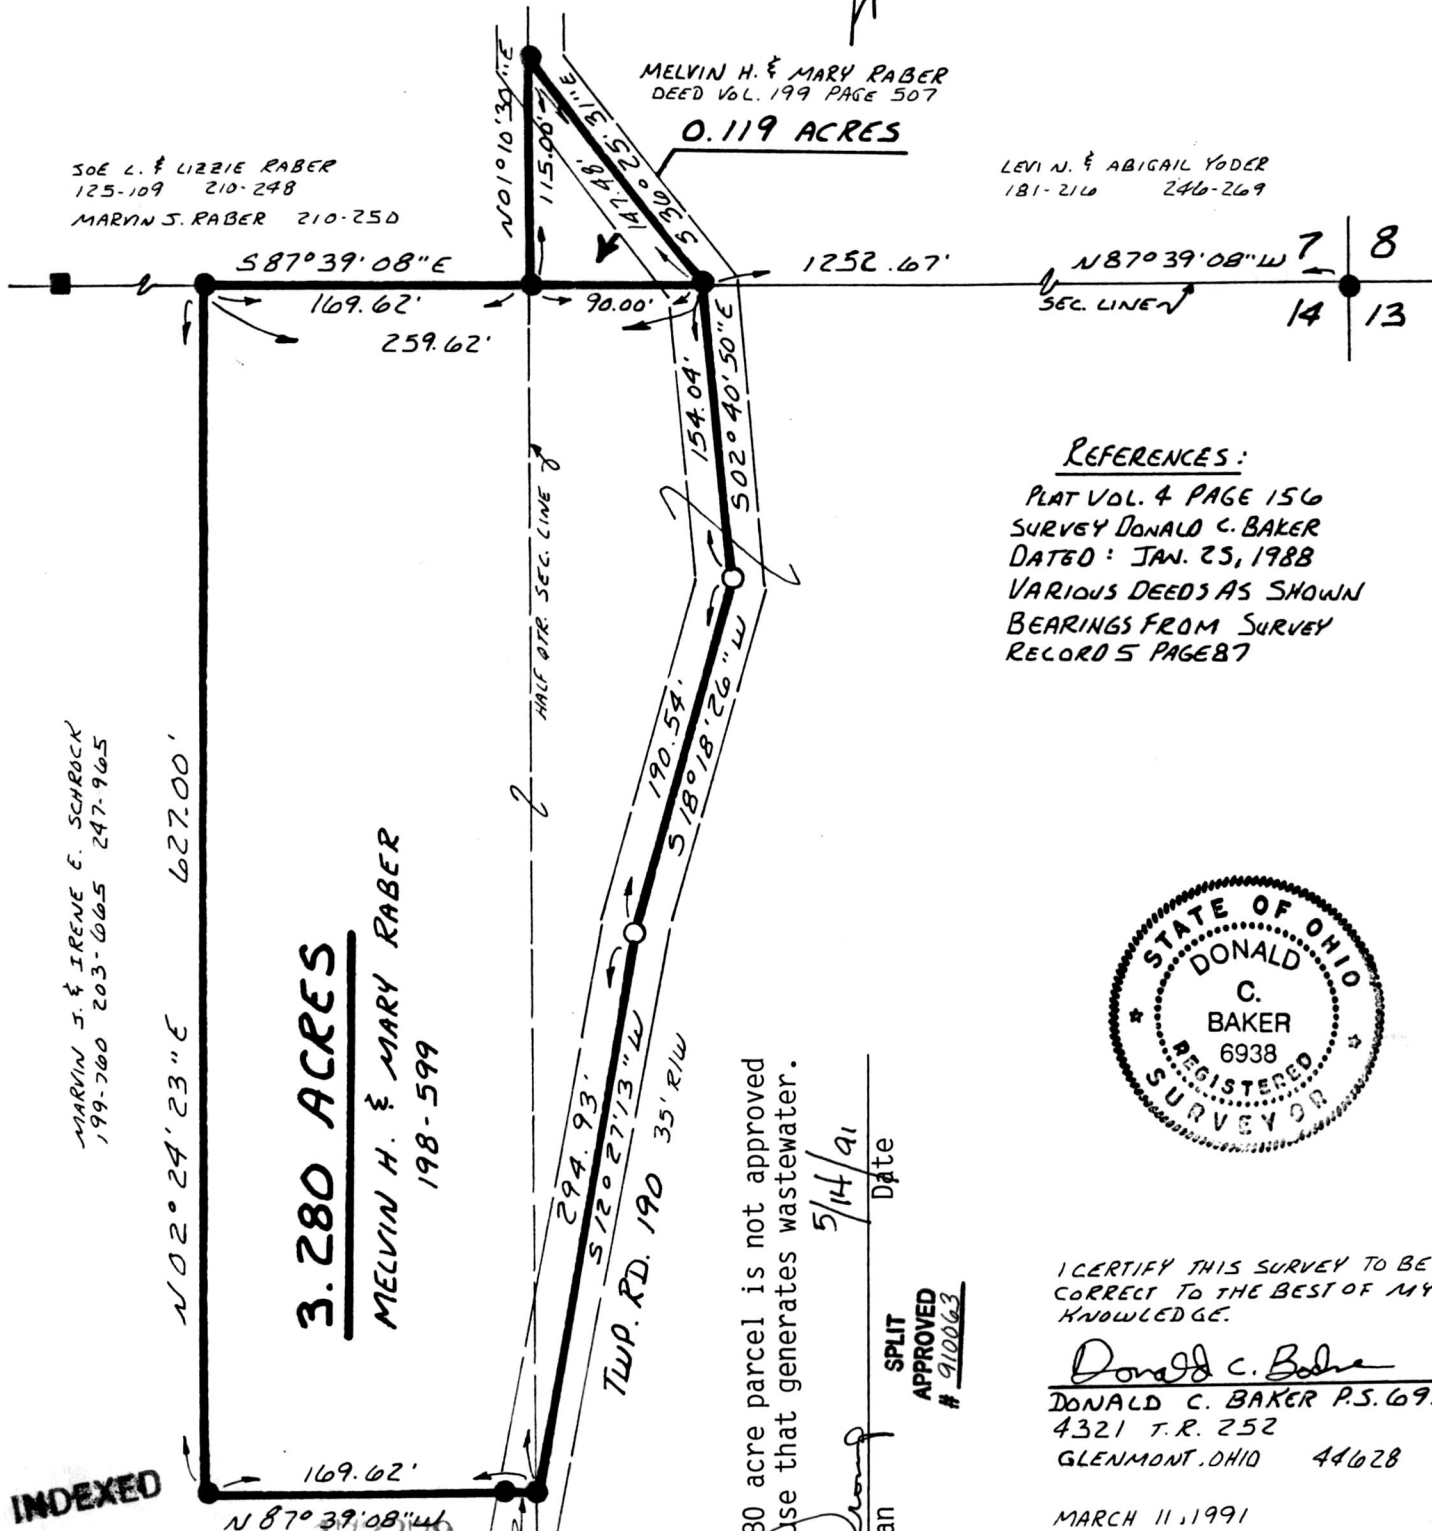 MELVIN H. & MARY RABER
DEED VOL. 199 PAGE 507
0.119 ACRES
JOE L. & LIZZIE RABER
125-109 210-248
MARVIN J. RABER 210-250
LEVI N. & ABIGAIL YODER
181-216 246-269
N01°10'30"E
115.00'
S 36° 25' 31" E
147.48'
S87°39'08"E
169.62'
259.62'
90.00'
1252.67'
N87°39'08"W
SEC. LINE
7 8
14 13
154.04'
S02°40'50"E
HALF QTR. SEC. LINE
REFERENCES:
PLAT VOL. 4 PAGE 156
SURVEY DONALD C. BAKER
DATED: JAN. 25, 1988
VARIOUS DEEDS AS SHOWN
BEARINGS FROM SURVEY
RECORD 5 PAGE 87
190.54'
S 18° 18' 26" W
MARVIN J. & IRENE E. SCHROCK
199-760 203-665 247-965
627.00'
N02°24'23"E
3.280 ACRES
MELVIN H. & MARY RABER
198-599
294.93'
S 12° 27' 13" W
TWP. RD. 190 35' R/W
80 acre parcel is not approved
use that generates wastewater.
5/14/91
Date
an
SPLIT
APPROVED
# 910063
STATE OF OHIO
DONALD
C.
BAKER
6938
REGISTERED
SURVEYOR
I CERTIFY THIS SURVEY TO BE
CORRECT TO THE BEST OF MY
KNOWLEDGE.
Donald C. Baker
DONALD C. BAKER P.S. 69
4321 T.R. 252
GLENMONT, OHIO 44628
MARCH 11, 1991
INDEXED
169.62'
N 87° 39' 08" W